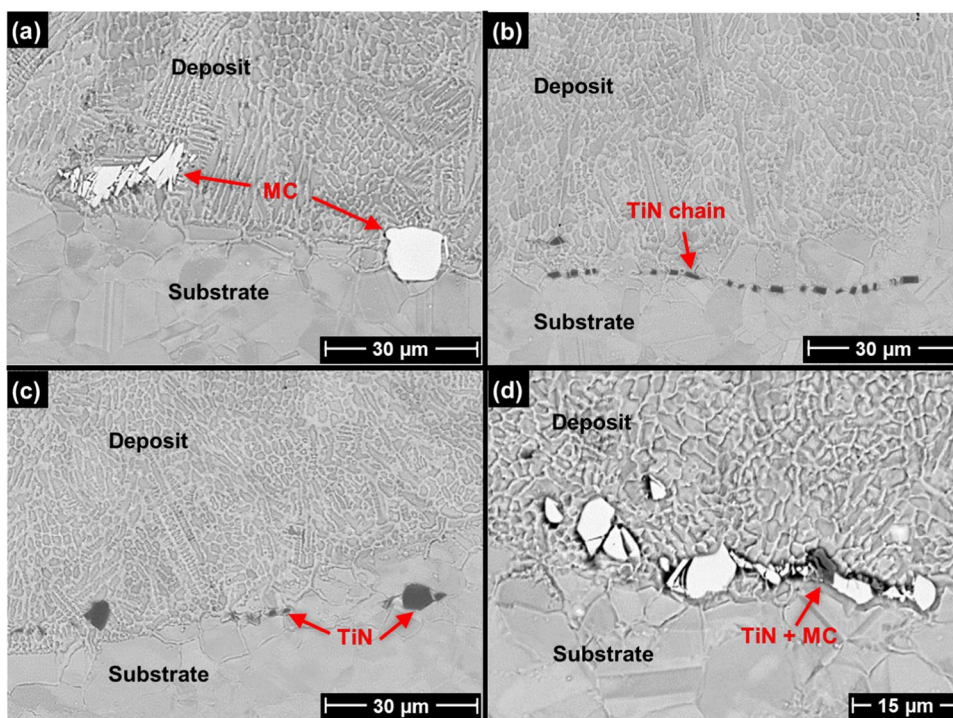 (a)
Deposit
MC
Substrate
30 µm
(b)
Deposit
TiN chain
Substrate
30 µm
(c)
Deposit
TiN
Substrate
30 µm
(d)
Deposit
TiN + MC
Substrate
15 µm